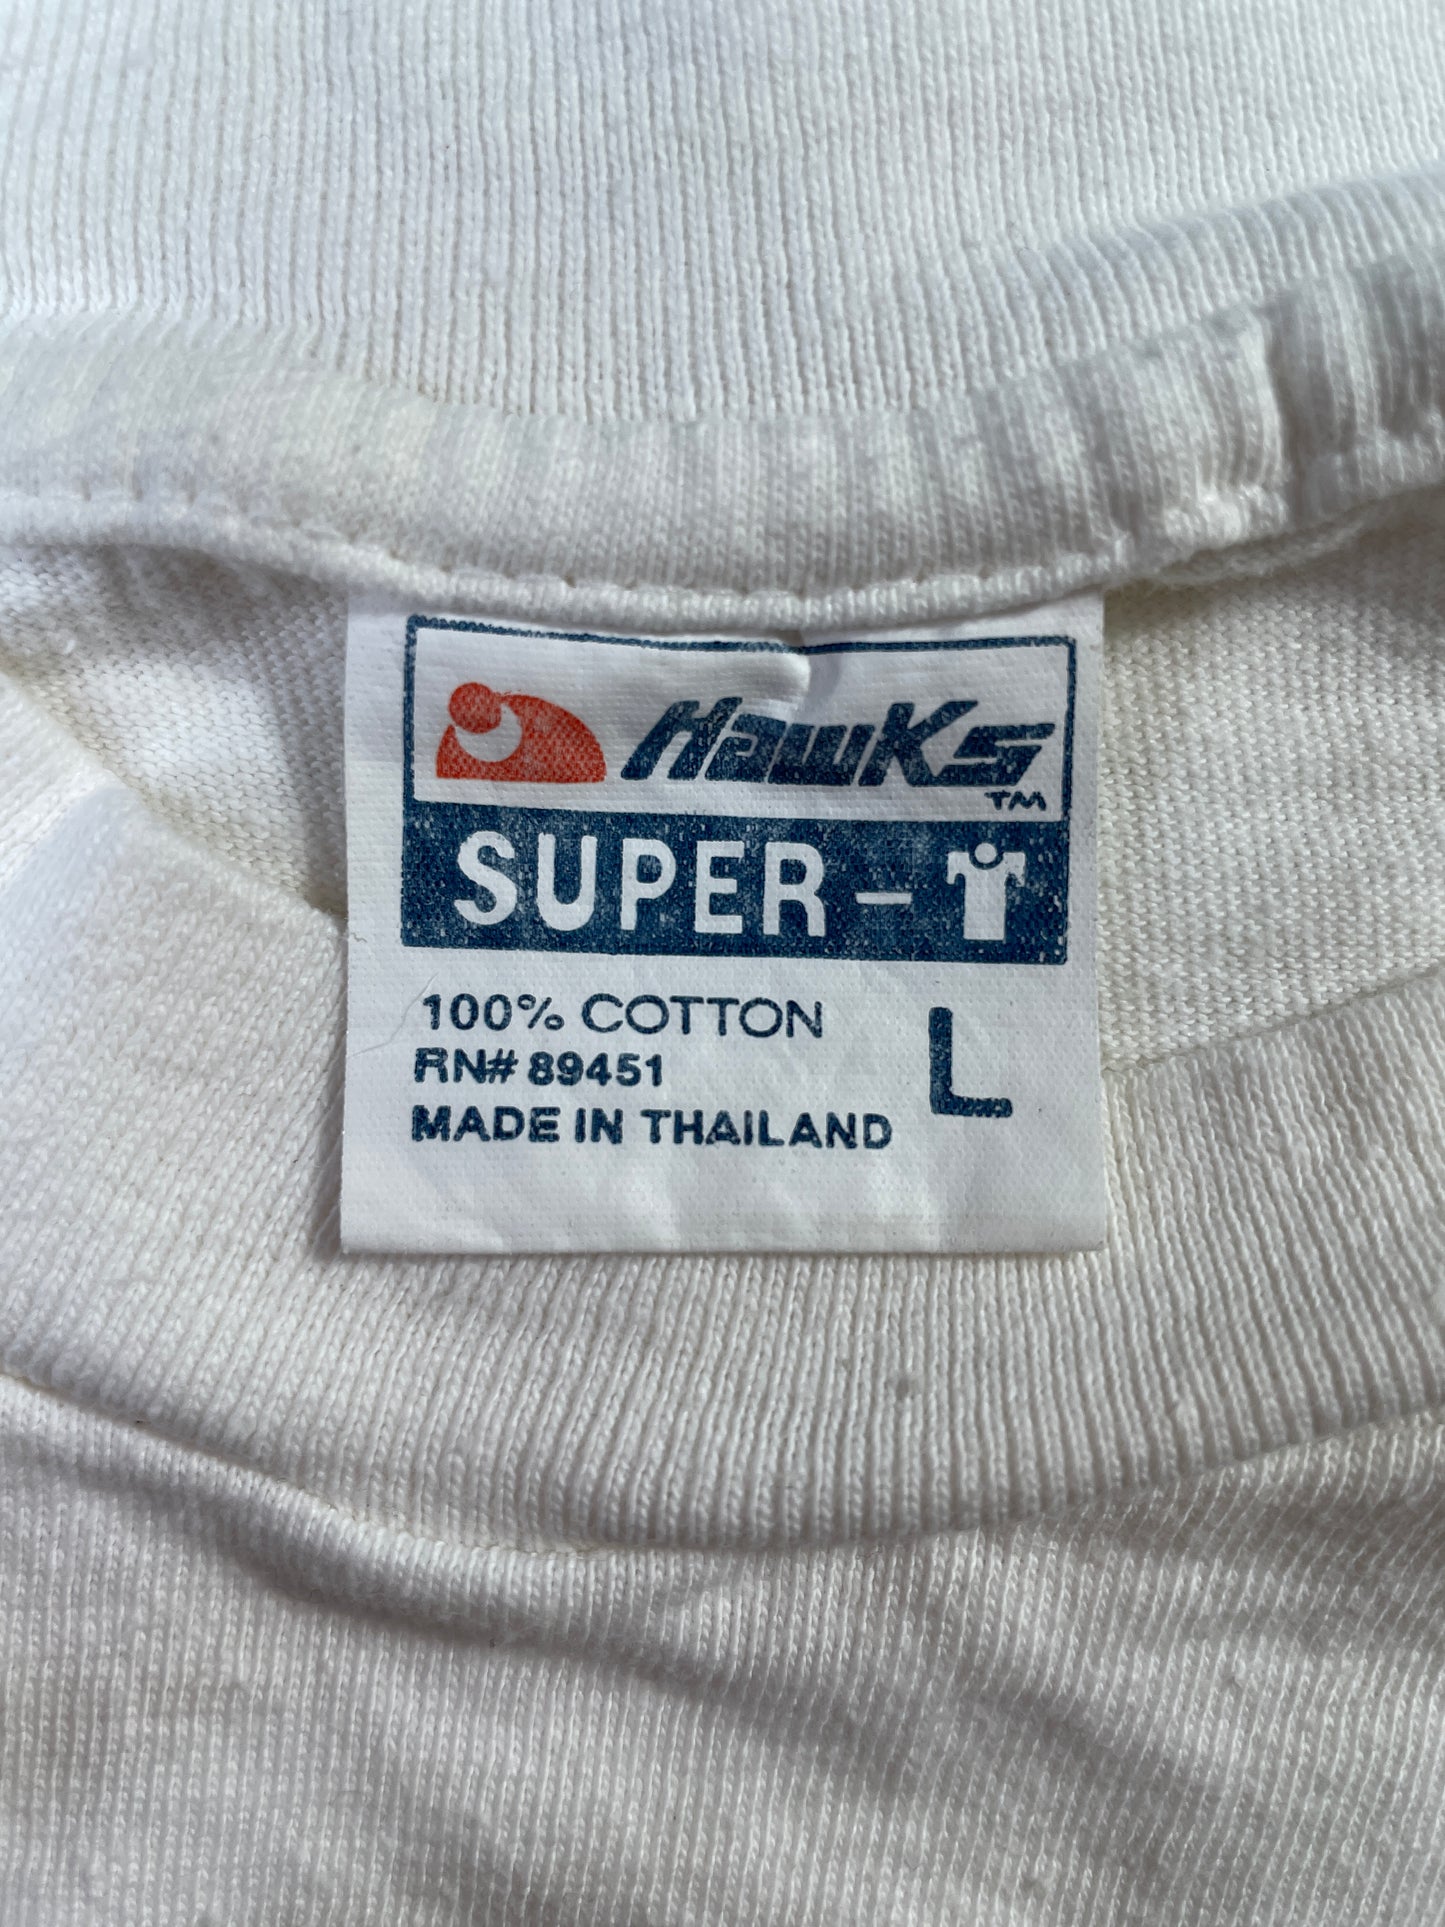 Hawks
TM
SUPER-T
100% COTTON
RN# 89451
MADE IN THAILAND
L